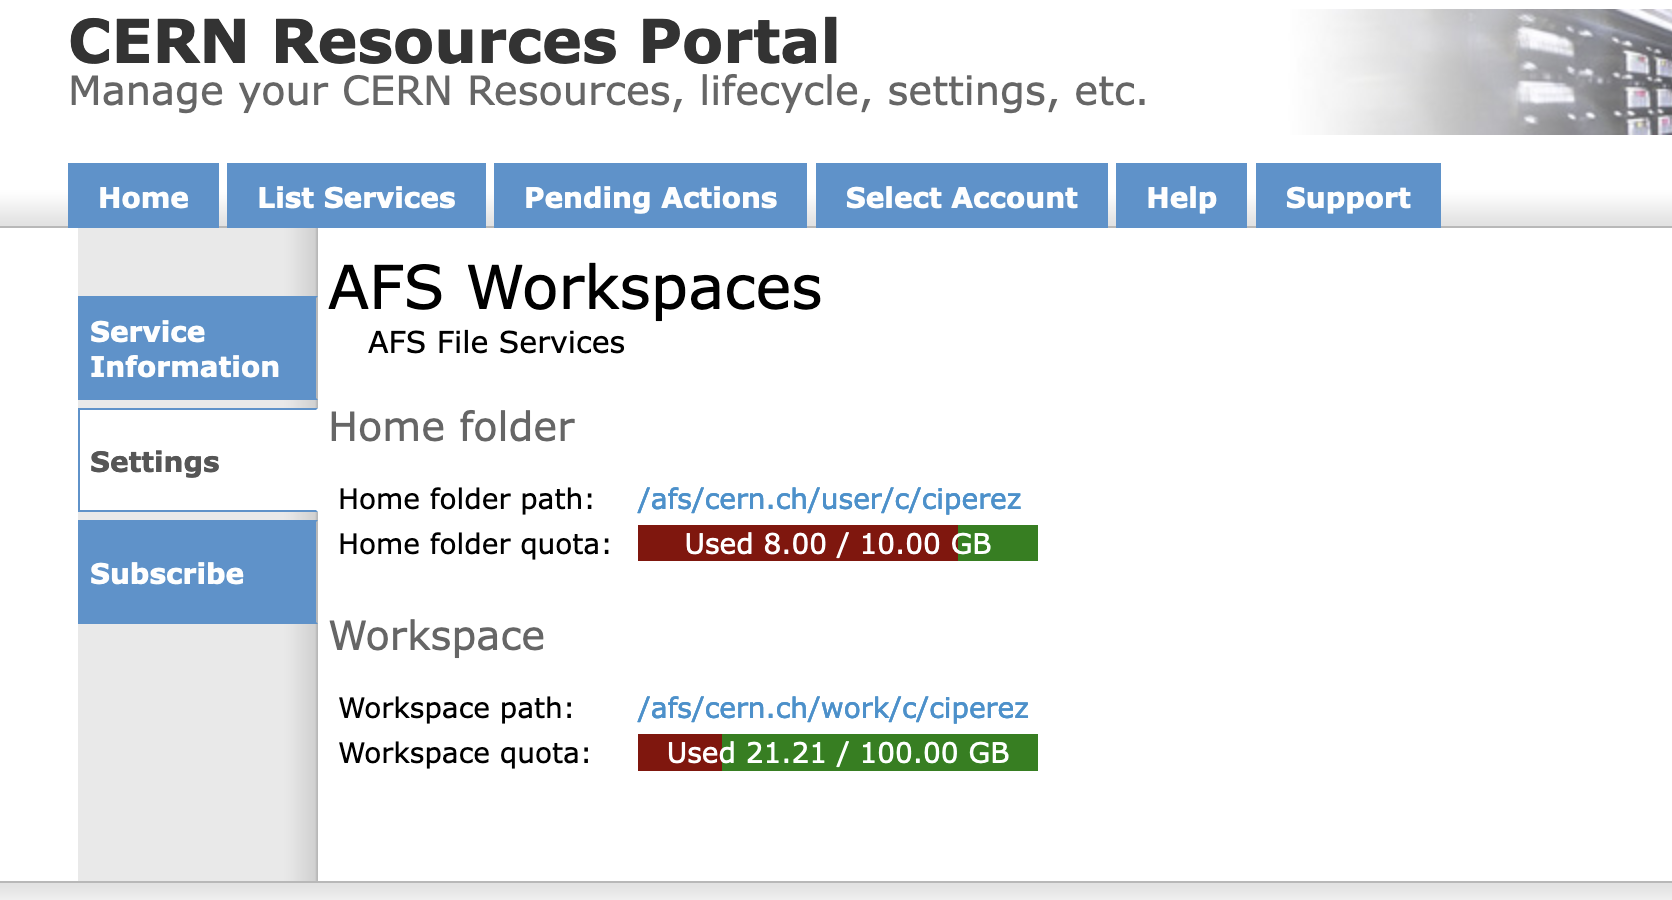 CERN Resources Portal
Manage your CERN Resources, lifecycle, settings, etc.
Home List Services Pending Actions Select Account Help Support
Service
Information
Settings
Subscribe
AFS Workspaces
AFS File Services
Home folder
Home folder path: /afs/cern.ch/user/c/ciperez
Home folder quota: Used 8.00 / 10.00 GB
Workspace
Workspace path: /afs/cern.ch/work/c/ciperez
Workspace quota: Used 21.21 / 100.00 GB